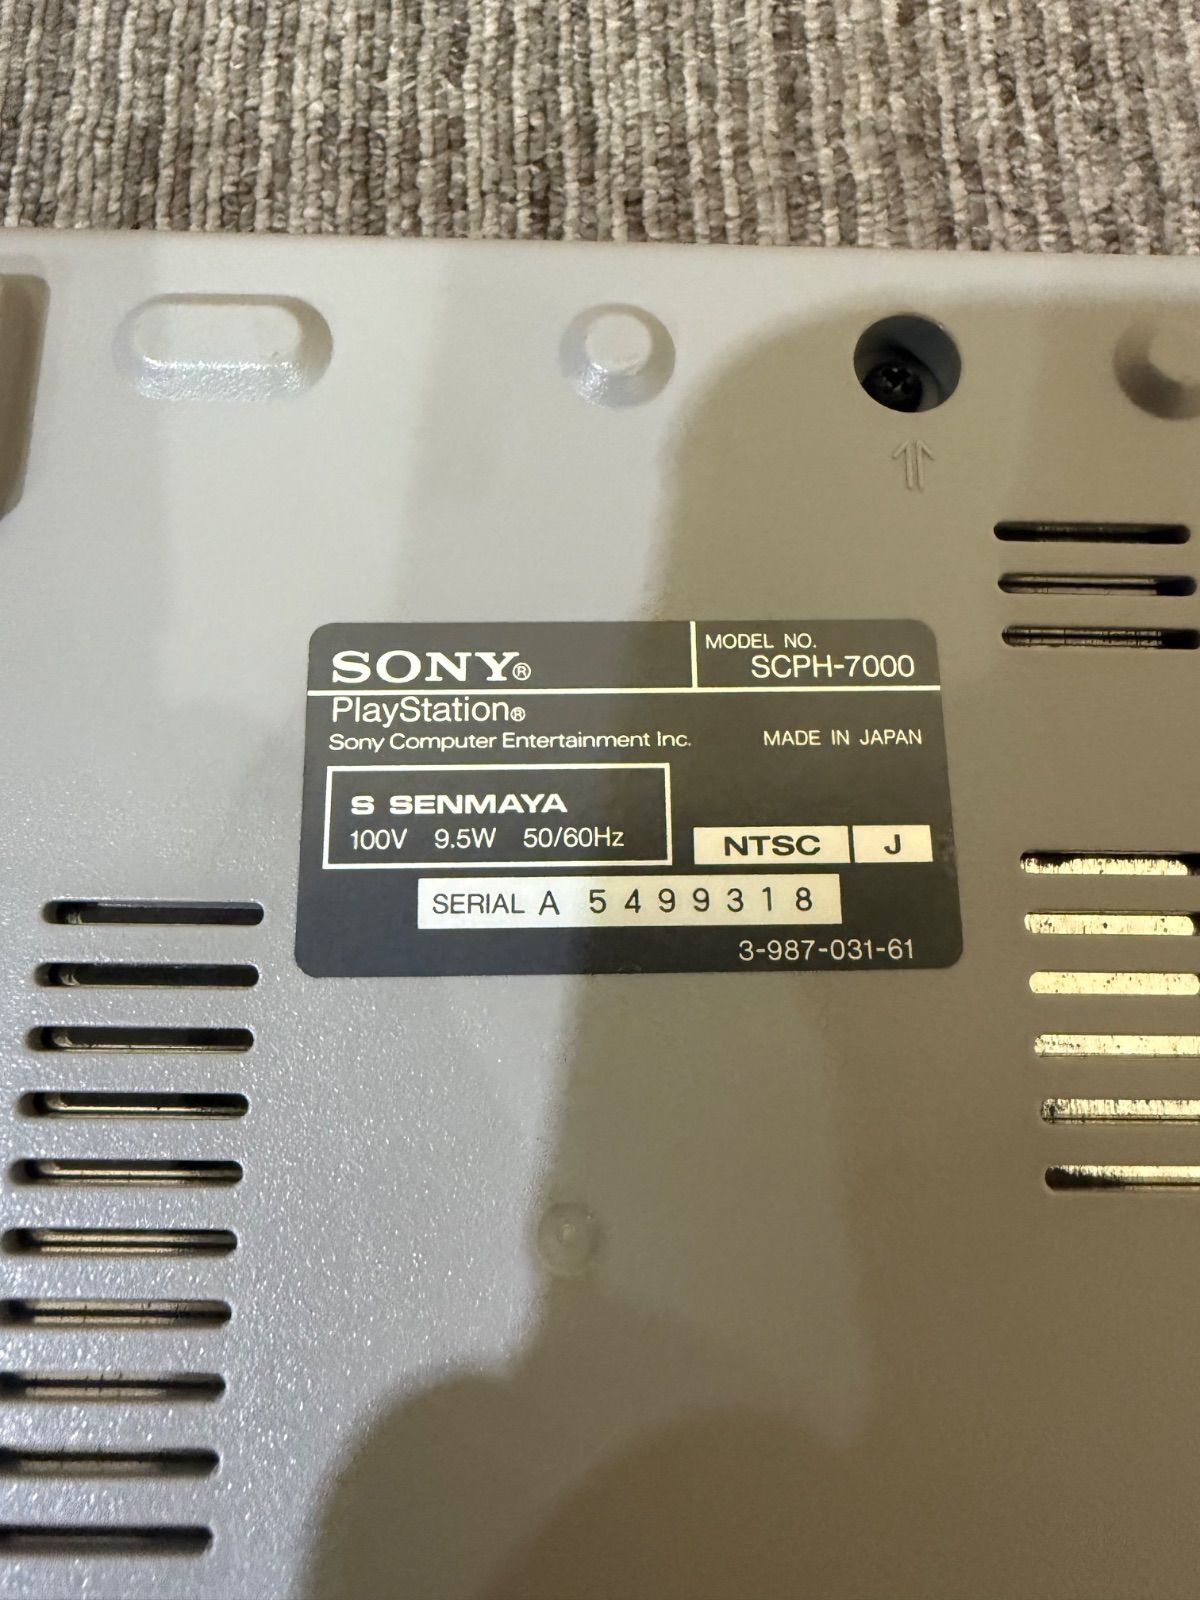 SONY®
MODEL NO.
SCPH-7000
PlayStation®
Sony Computer Entertainment Inc.
MADE IN JAPAN
S SENMAYA
100V 9.5W 50/60Hz
NTSC J
SERIAL A 5499318
3-987-031-61